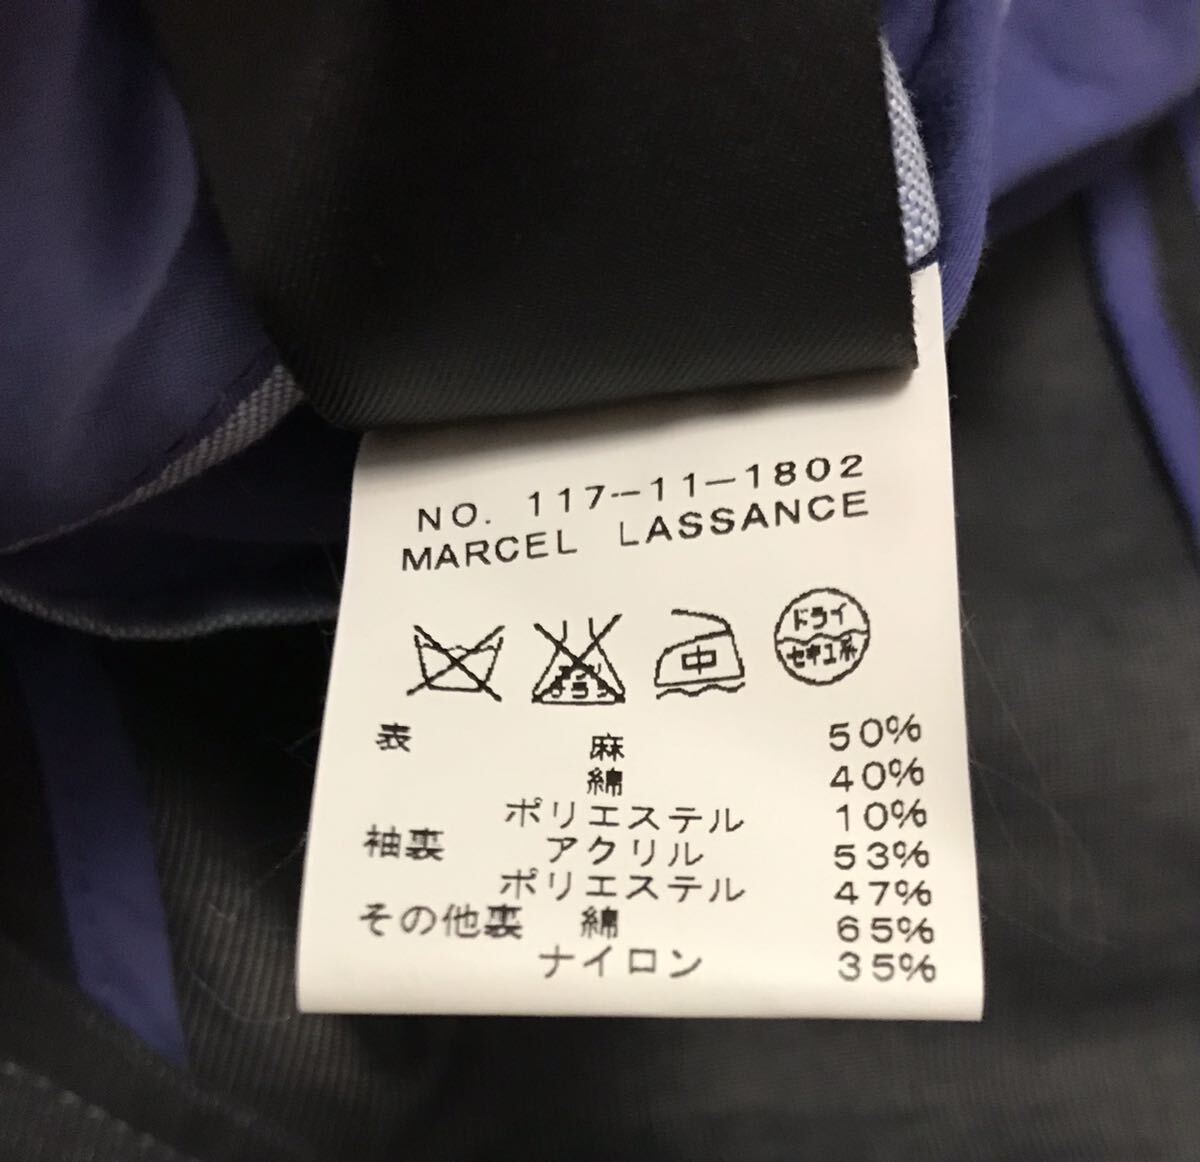 NO. 117-11-1802
MARCEL LASSANCE
中 ドライ
セキユ系
表 麻 50%
綿 40%
ポリエステル 10%
袖裏 アクリル 53%
ポリエステル 47%
その他裏 綿 65%
ナイロン 35%